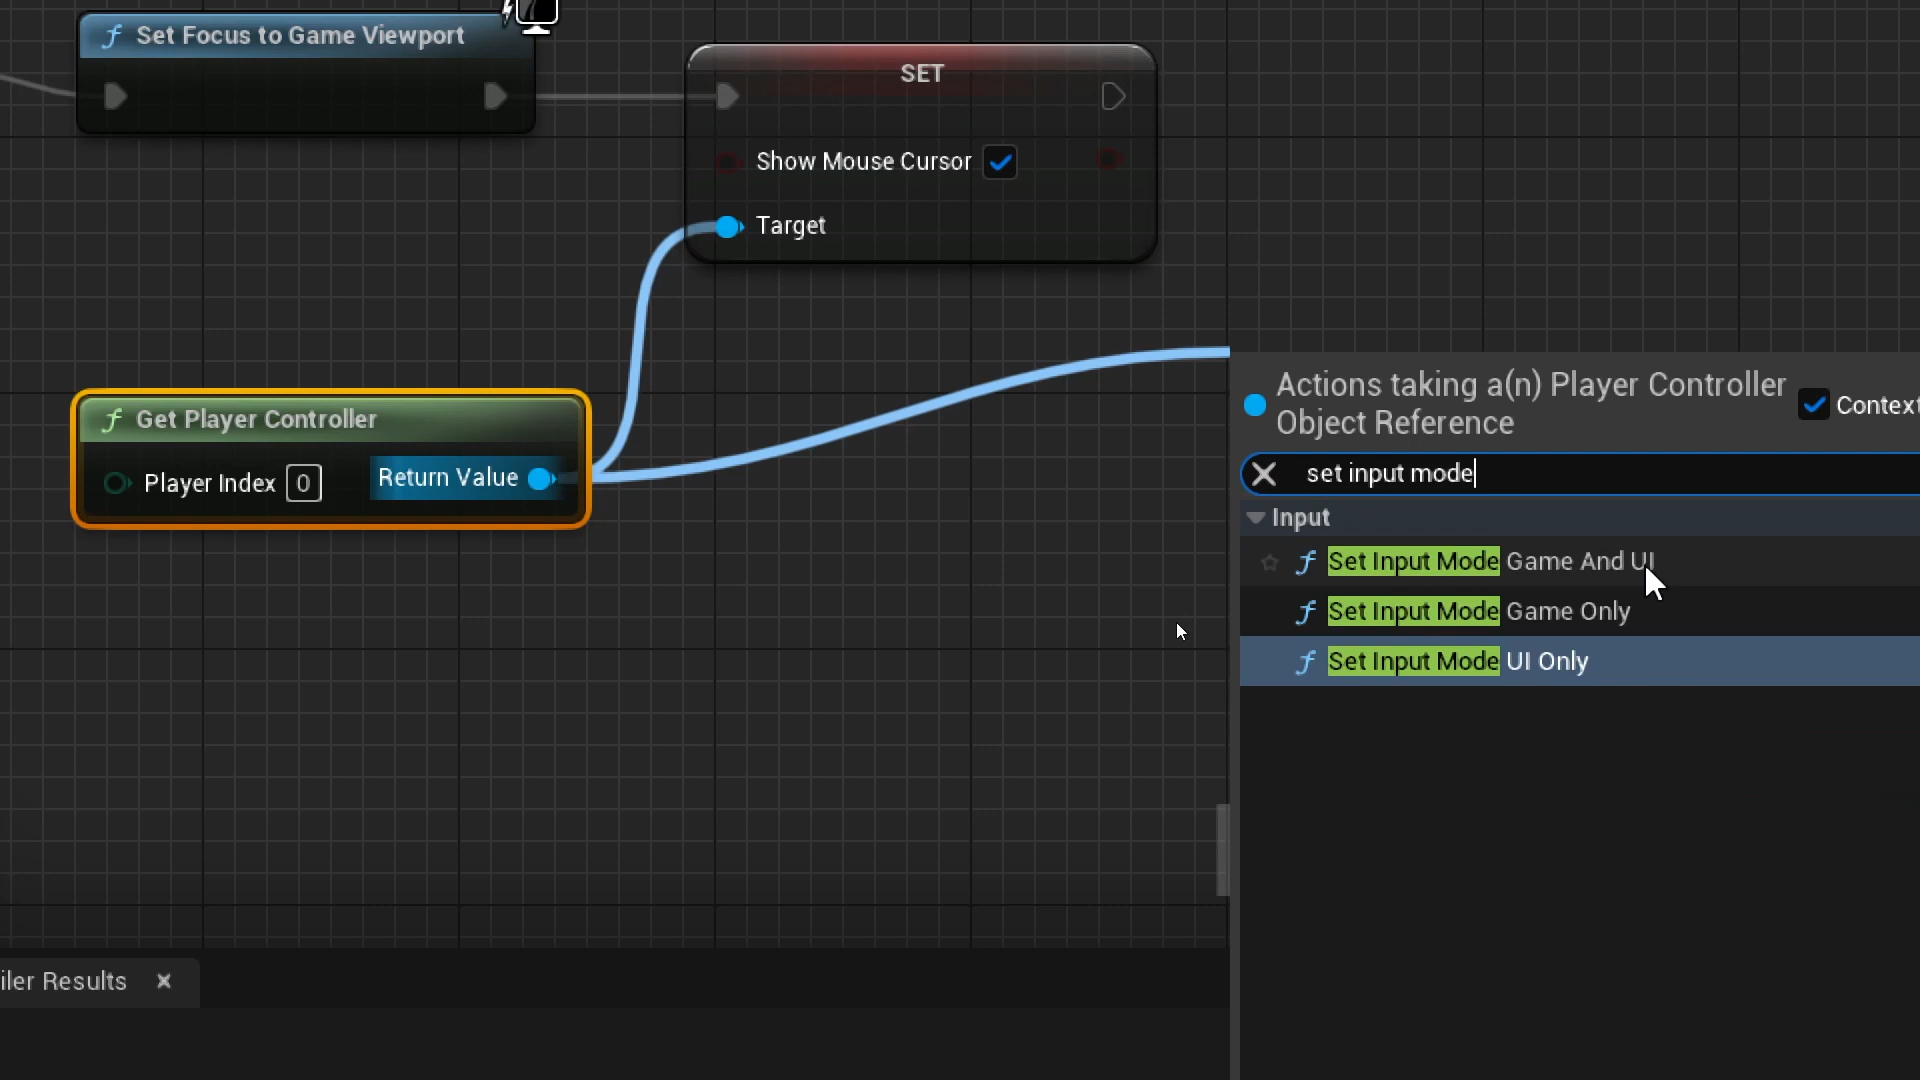 Set Focus to Game Viewport
SET
Show Mouse Cursor
Target
Get Player Controller
Player Index 0
Return Value
Actions taking a(n) Player Controller
Object Reference
Context
set input mode
Input
Set Input Mode Game And UI
Set Input Mode Game Only
Set Input Mode UI Only
iler Results